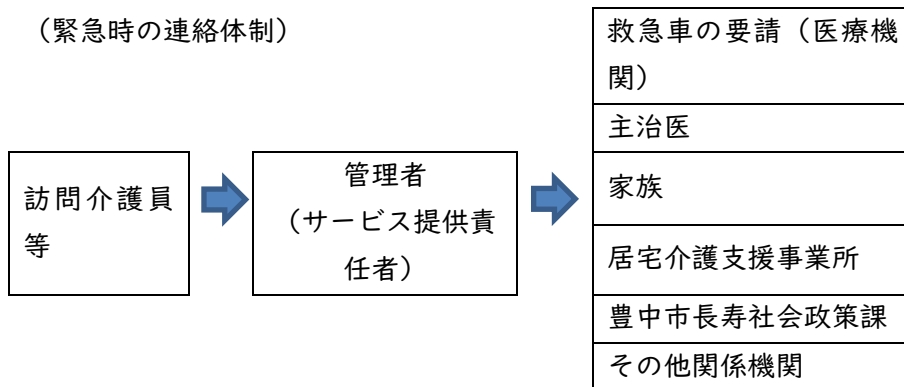 （緊急時の連絡体制）
訪問介護員
等
管理者
（サービス提供責
任者）
救急車の要請（医療機
関）
主治医
家族
居宅介護支援事業所
豊中市長寿社会政策課
その他関係機関